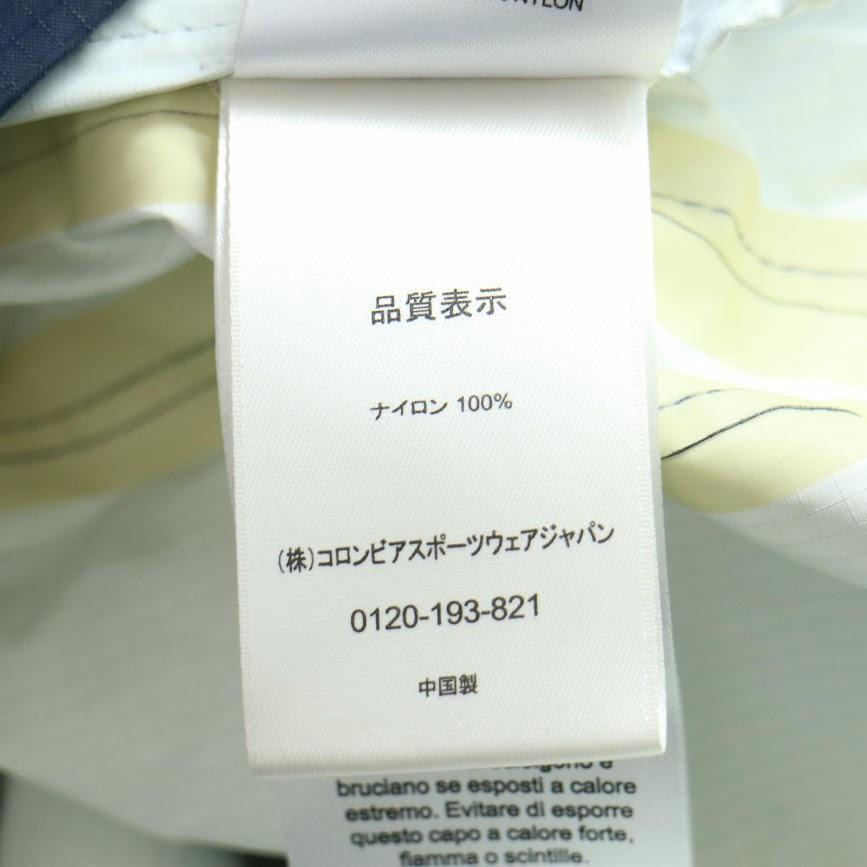 NYLON
品質表示
ナイロン 100%
(株)コロンビアスポーツウェアジャパン
0120-193-821
中国製
bruciano se esposti a calore
estremo. Evitare di esporre
questo capo a calore forte,
fiamma o scintille.